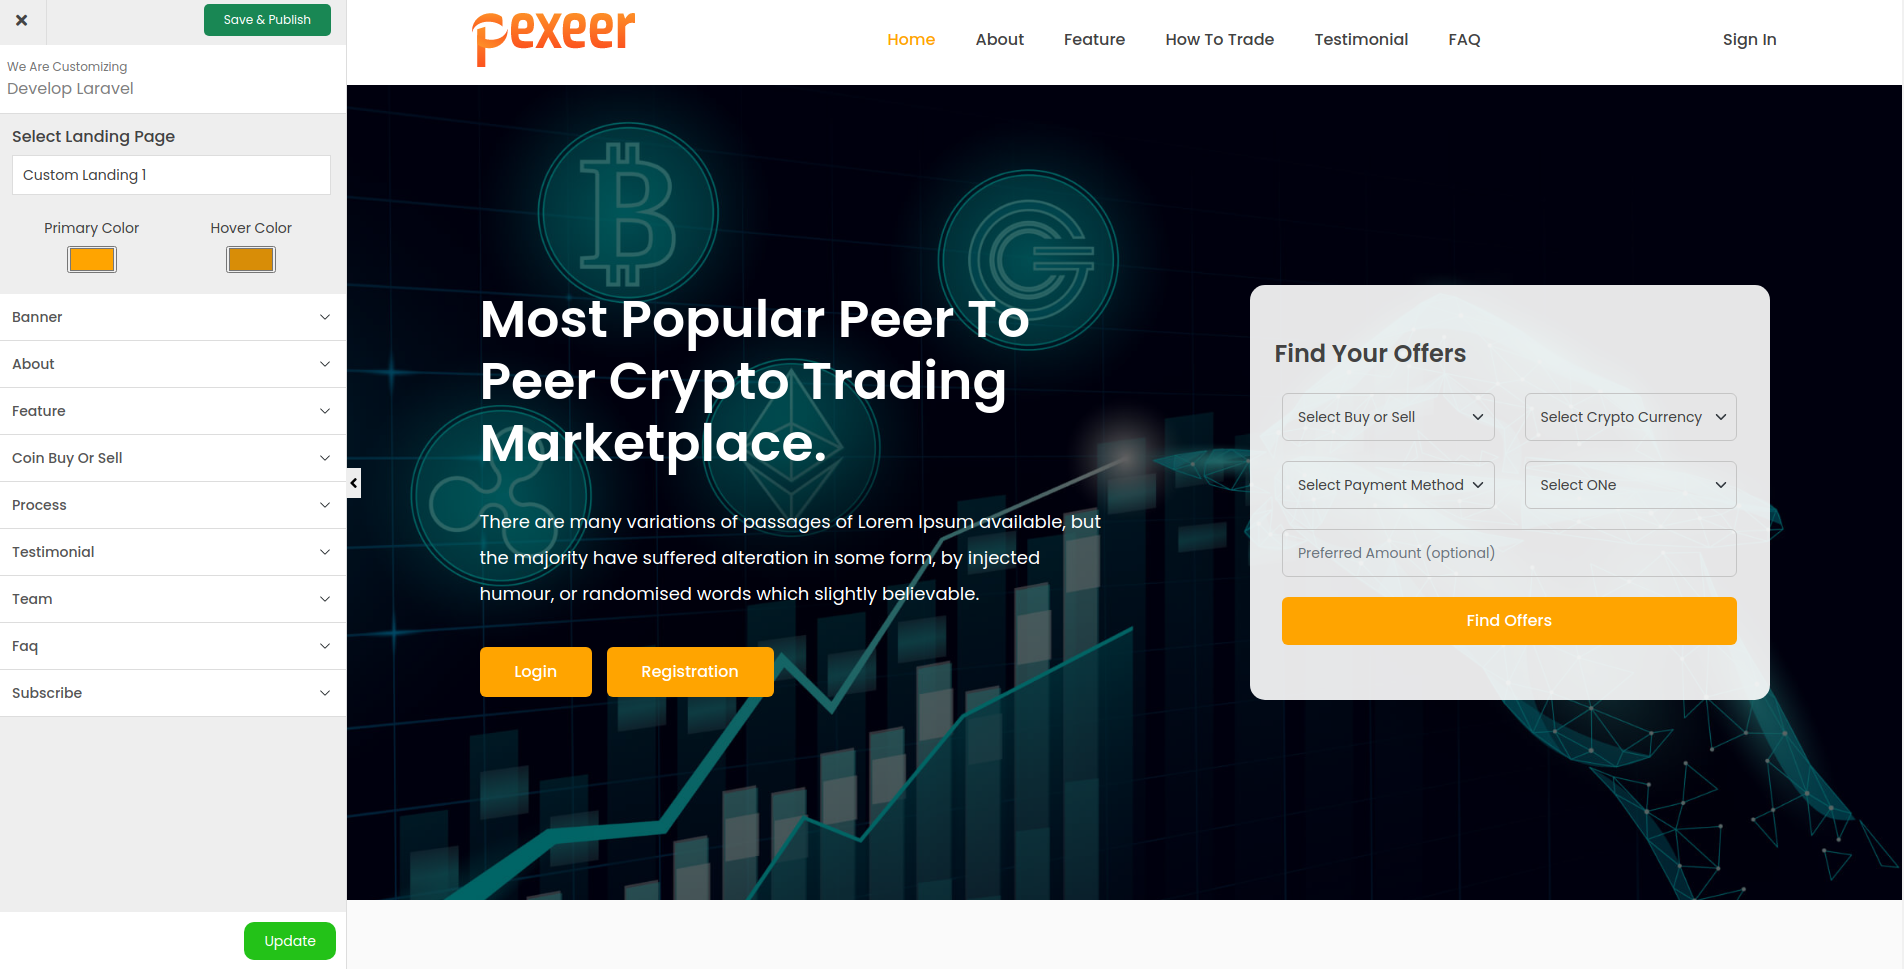 Save & Publish
We Are Customizing
Develop Laravel
Select Landing Page
Custom Landing 1
Primary Color
Hover Color
Banner
About
Feature
Coin Buy Or Sell
Process
Testimonial
Team
Faq
Subscribe
Update
pexeer
Home
About
Feature
How To Trade
Testimonial
FAQ
Sign In
Most Popular Peer To
Peer Crypto Trading
Marketplace.
There are many variations of passages of Lorem Ipsum available, but
the majority have suffered alteration in some form, by injected
humour, or randomised words which slightly believable.
Login
Registration
Find Your Offers
Select Buy or Sell
Select Crypto Currency
Select Payment Method
Select ONe
Preferred Amount (optional)
Find Offers